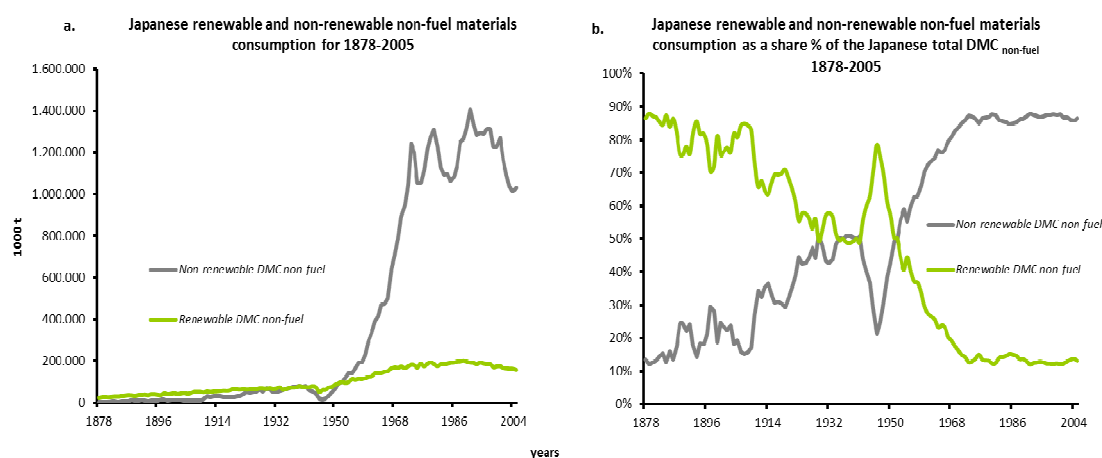 a.
Japanese renewable and non-renewable non-fuel materials
consumption for 1878-2005
1.600.000
1.400.000
1.200.000
1.000.000
800.000
600.000
400.000
200.000
0
1000 t
Non-renewable DMC non-fuel
Renewable DMC non-fuel
1878 1896 1914 1932 1950 1968 1986 2004
years
b.
Japanese renewable and non-renewable non-fuel materials
consumption as a share % of the Japanese total DMC non-fuel
1878-2005
100%
90%
80%
70%
60%
50%
40%
30%
20%
10%
0%
Non-renewable DMC non-fuel
Renewable DMC non-fuel
1878 1896 1914 1932 1950 1968 1986 2004